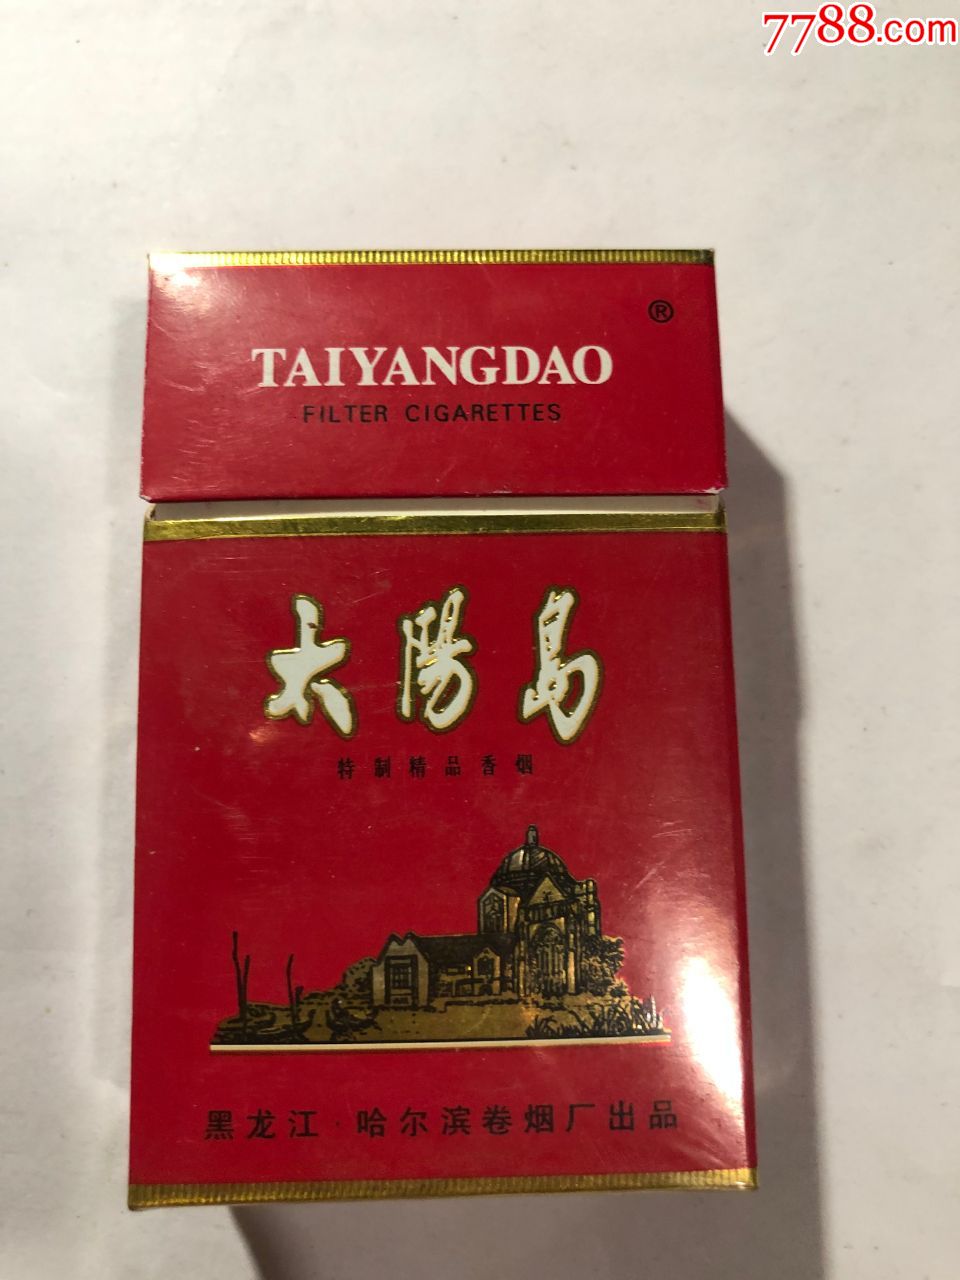 7788.com
®
TAIYANGDAO
FILTER CIGARETTES
太陽島
特制精品香烟
黑龙江·哈尔滨卷烟厂出品